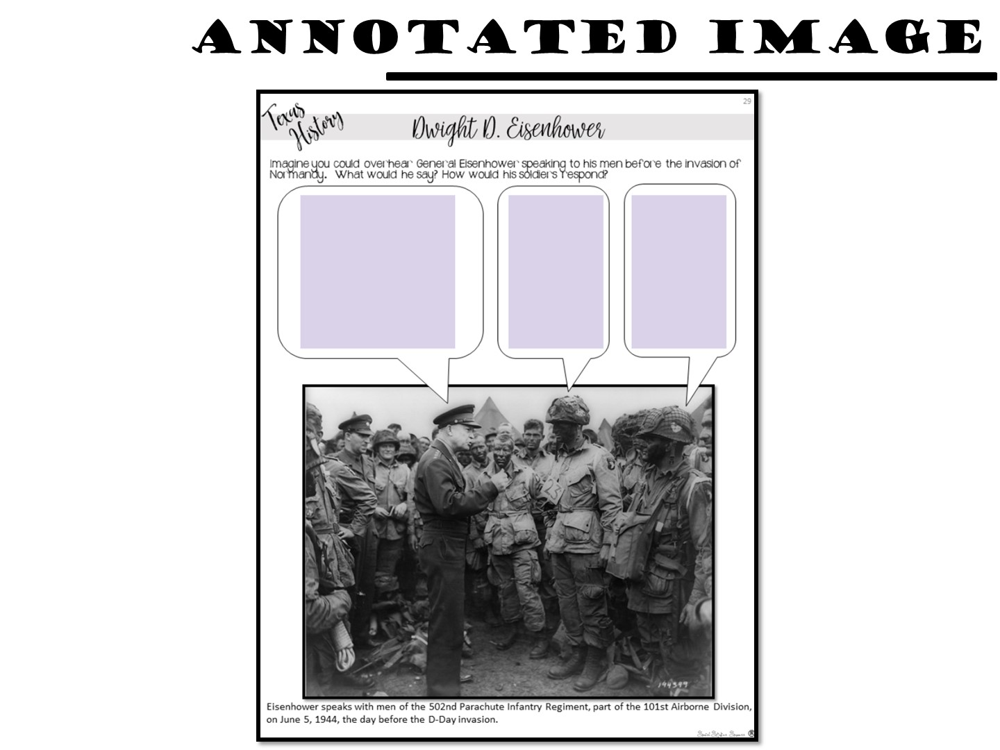 ANNOTATED IMAGE
29
Texas
History
Dwight D. Eisenhower
Imagine you could overhear General Eisenhower speaking to his men before the invasion of
Normandy. What would he say? How would his soldiers respond?
23
199399
Eisenhower speaks with men of the 502nd Parachute Infantry Regiment, part of the 101st Airborne Division,
on June 5, 1944, the day before the D-Day invasion.